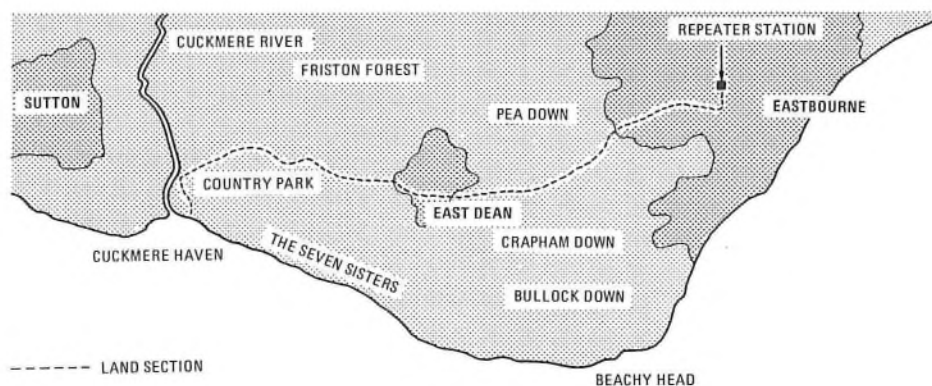 CUCKMERE RIVER
REPEATER STATION
FRISTON FOREST
SUTTON
EASTBOURNE
PEA DOWN
COUNTRY PARK
EAST DEAN
CRAPHAM DOWN
CUCKMERE HAVEN
THE SEVEN SISTERS
BULLOCK DOWN
LAND SECTION
BEACHY HEAD